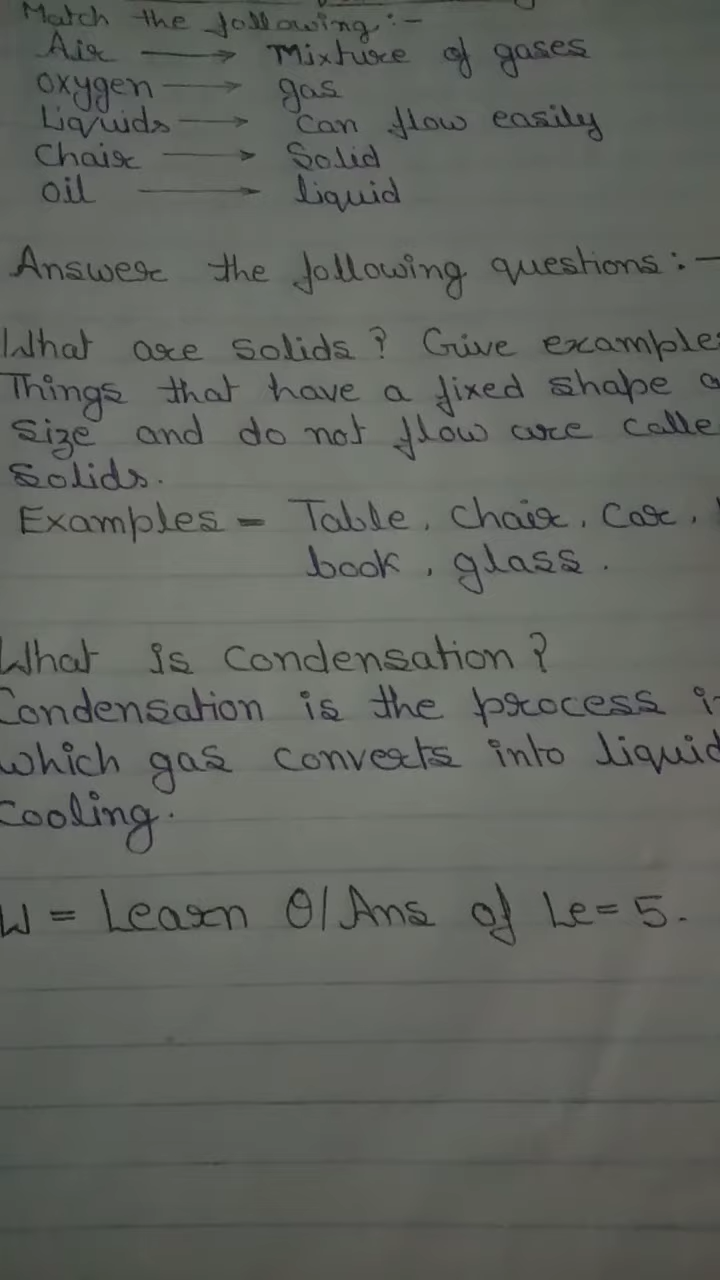 Match the following:-
Air → Mixture of gases
Oxygen → gas
Liquids → can flow easily
Chair → Solid
Oil → liquid
Answer the following questions:-
What are solids? Give example
Things that have a fixed shape a
size and do not flow are calle
solids.
Examples = Table, chair, car,
book, glass.
What is condensation?
Condensation is the process i
which gas converts into liquid
cooling.
W = Learn Q/Ans of Le=5.